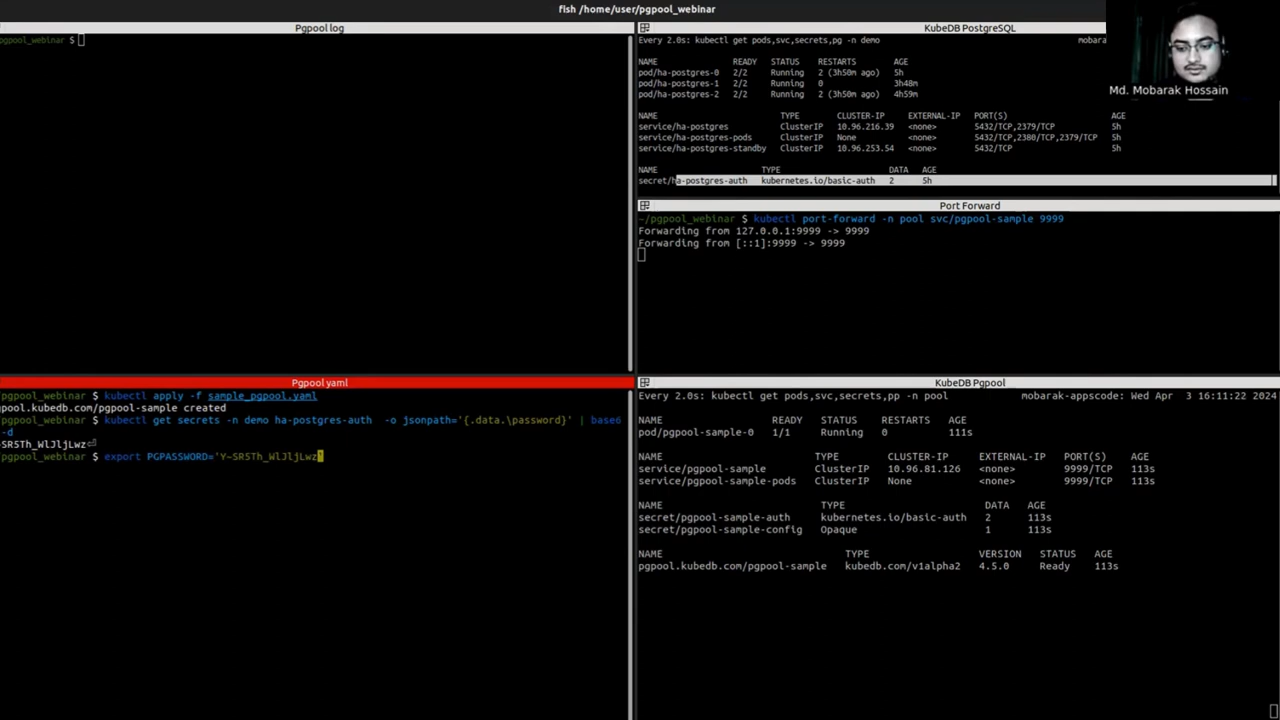 fish /home/user/pgpool_webinar
Pgpool log
pgpool_webinar $
KubeDB PostgreSQL
Every 2.0s: kubectl get pods,svc,secrets,pg -n demo mobara
NAME READY STATUS RESTARTS AGE
pod/ha-postgres-0 2/2 Running 2 (3h50m ago) 5h
pod/ha-postgres-1 2/2 Running 0 3h48m
pod/ha-postgres-2 2/2 Running 2 (3h50m ago) 4h59m
NAME TYPE CLUSTER-IP EXTERNAL-IP PORT(S) AGE
service/ha-postgres ClusterIP 10.96.216.39 <none> 5432/TCP,2379/TCP 5h
service/ha-postgres-pods ClusterIP None <none> 5432/TCP,2380/TCP,2379/TCP 5h
service/ha-postgres-standby ClusterIP 10.96.253.54 <none> 5432/TCP 5h
NAME TYPE DATA AGE
secret/ha-postgres-auth kubernetes.io/basic-auth 2 5h
Md. Mobarak Hossain
Port Forward
~/pgpool_webinar $ kubectl port-forward -n pool svc/pgpool-sample 9999
Forwarding from 127.0.0.1:9999 -> 9999
Forwarding from [::1]:9999 -> 9999
Pgpool yaml
pgpool_webinar $ kubectl apply -f sample_pgpool.yaml
pool.kubedb.com/pgpool-sample created
pgpool_webinar $ kubectl get secrets -n demo ha-postgres-auth -o jsonpath='{.data.\password}' | base6
-d
~SR5Th_WlJljLwz⏎
pgpool_webinar $ export PGPASSWORD='Y~SR5Th_WlJljLwz'
KubeDB Pgpool
Every 2.0s: kubectl get pods,svc,secrets,pp -n pool mobarak-appscode: Wed Apr 3 16:11:22 2024
NAME READY STATUS RESTARTS AGE
pod/pgpool-sample-0 1/1 Running 0 111s
NAME TYPE CLUSTER-IP EXTERNAL-IP PORT(S) AGE
service/pgpool-sample ClusterIP 10.96.81.126 <none> 9999/TCP 113s
service/pgpool-sample-pods ClusterIP None <none> 9999/TCP 113s
NAME TYPE DATA AGE
secret/pgpool-sample-auth kubernetes.io/basic-auth 2 113s
secret/pgpool-sample-config Opaque 1 113s
NAME TYPE VERSION STATUS AGE
pgpool.kubedb.com/pgpool-sample kubedb.com/v1alpha2 4.5.0 Ready 113s